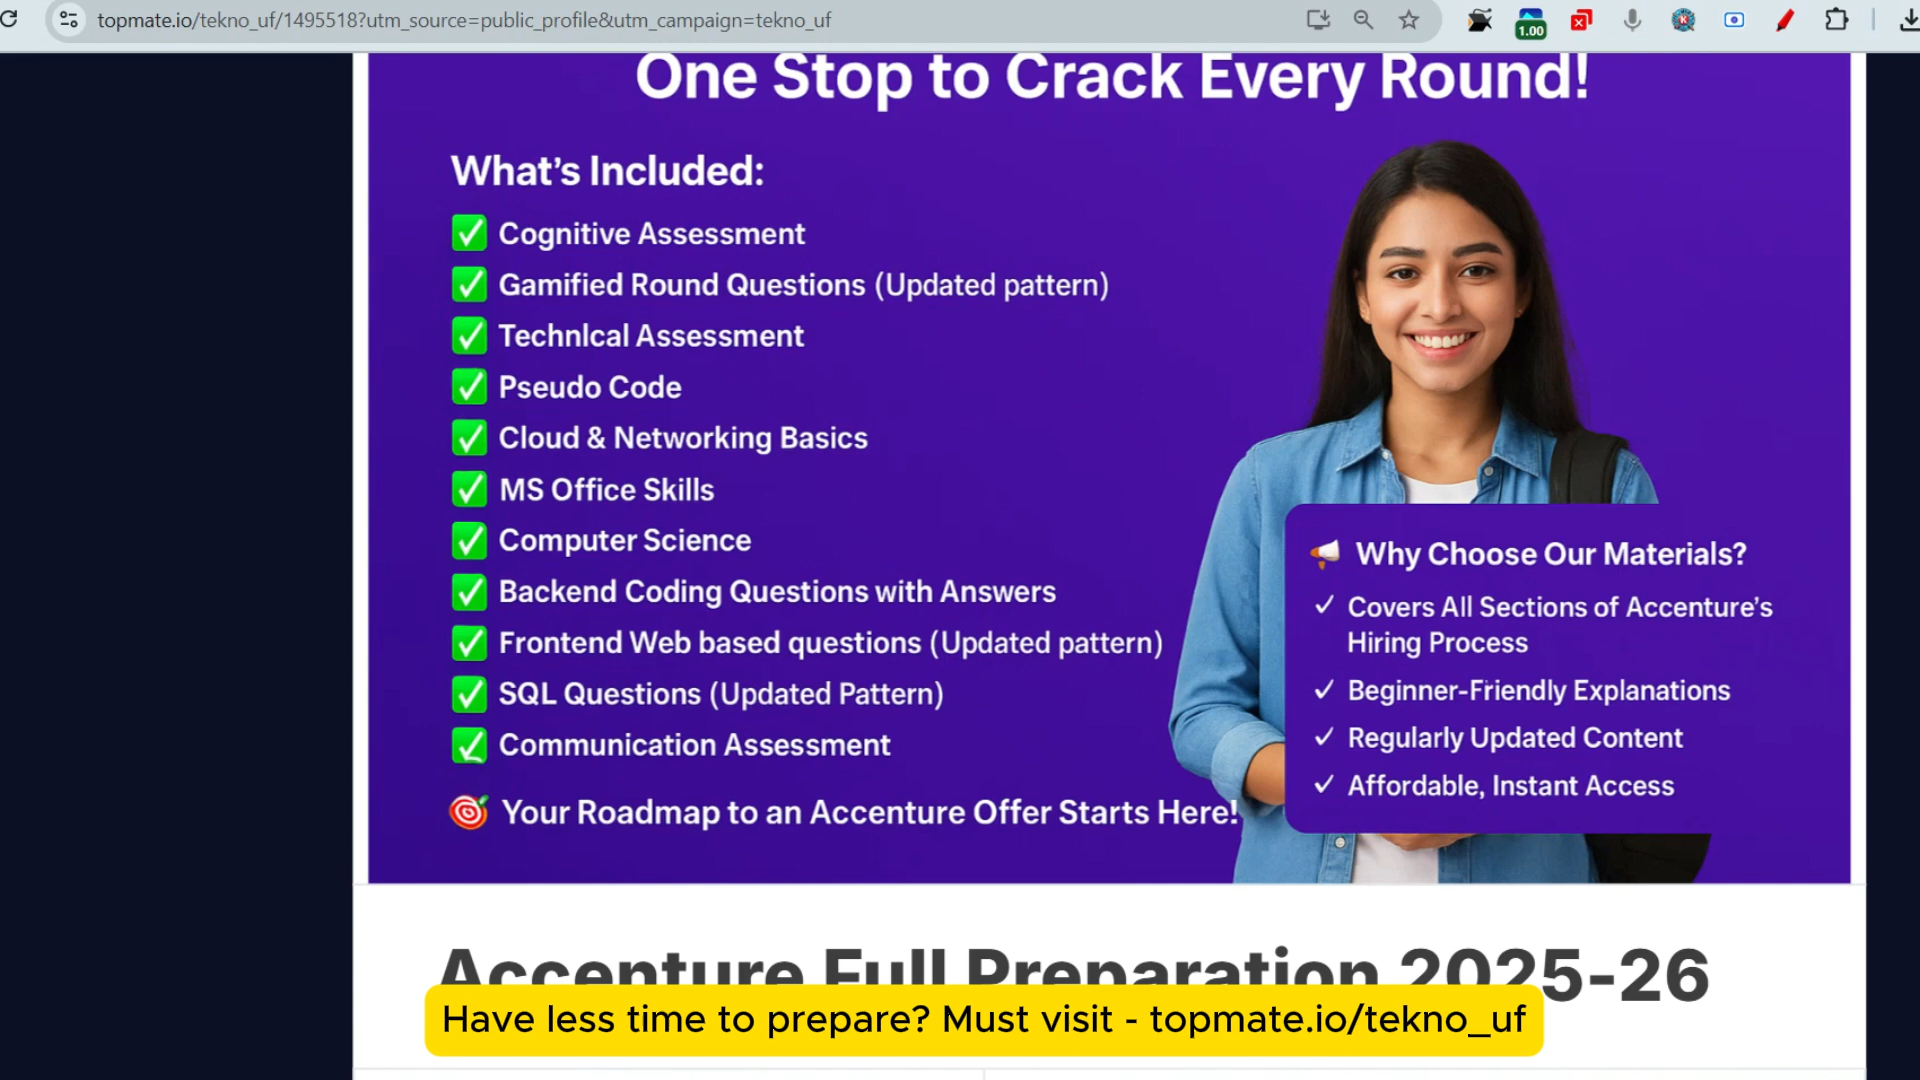 topmate.io/tekno_uf/1495518?utm_source=public_profile&utm_campaign=tekno_uf
1.00
K
One Stop to Crack Every Round!
What's Included:
Cognitive Assessment
Gamified Round Questions (Updated pattern)
Technlcal Assessment
Pseudo Code
Cloud & Networking Basics
MS Office Skills
Computer Science
Backend Coding Questions with Answers
Frontend Web based questions (Updated pattern)
SQL Questions (Updated Pattern)
Communication Assessment
Your Roadmap to an Accenture Offer Starts Here!
Why Choose Our Materials?
Covers All Sections of Accenture's
Hiring Process
Beginner-Friendly Explanations
Regularly Updated Content
Affordable, Instant Access
Accenture Full Preparation 2025-26
Have less time to prepare? Must visit - topmate.io/tekno_uf